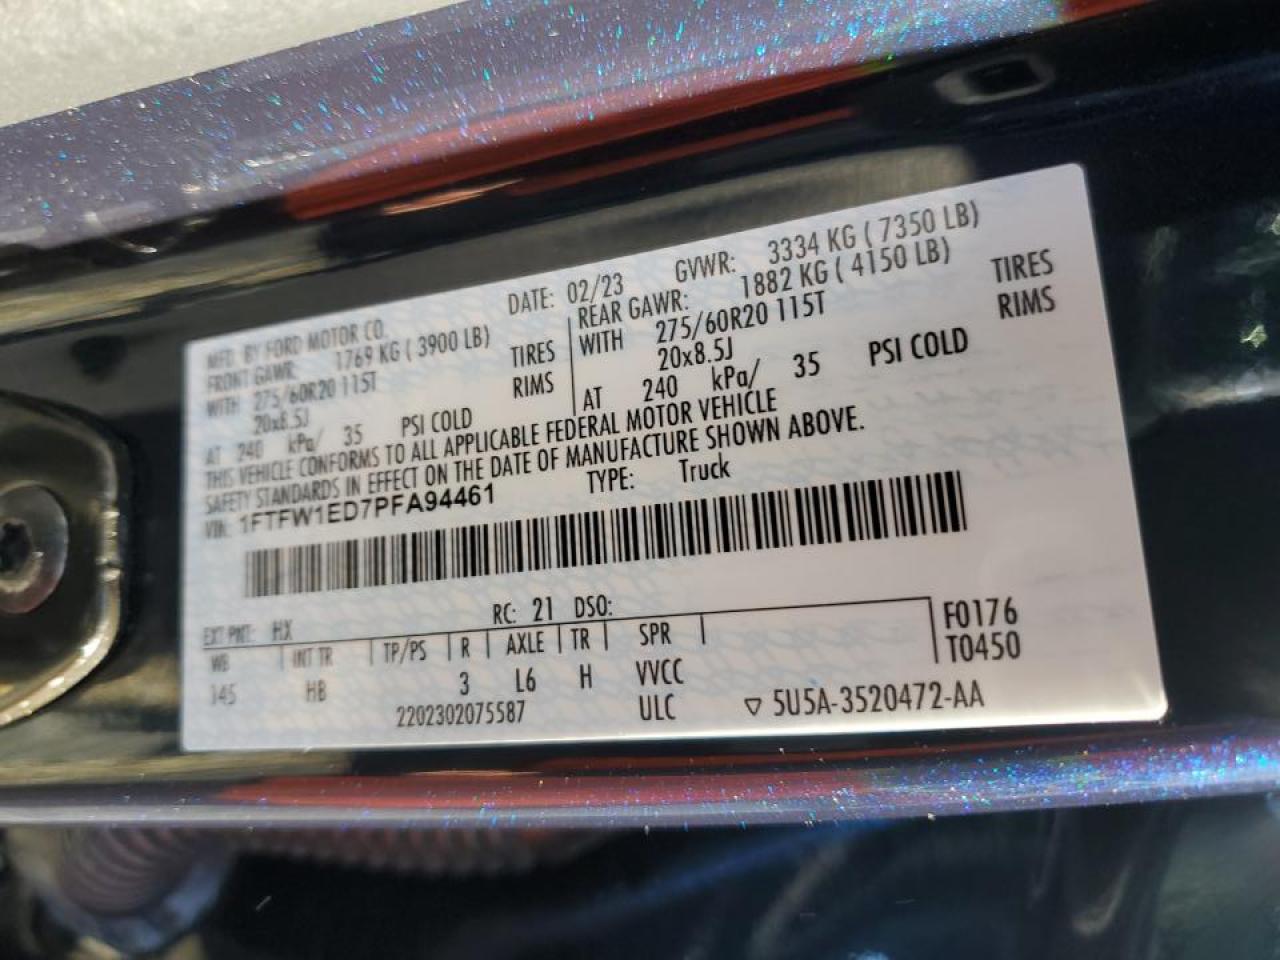 MFD. BY FORD MOTOR CO.
DATE: 02/23 GVWR: 3334 KG ( 7350 LB)
FRONT GAWR: 1769 KG ( 3900 LB)
REAR GAWR: 1882 KG ( 4150 LB)
WITH 275/60R20 115T TIRES
WITH 275/60R20 115T TIRES
20x8.5J RIMS
20x8.5J RIMS
AT 240 kPa/ 35 PSI COLD
AT 240 kPa/ 35 PSI COLD
THIS VEHICLE CONFORMS TO ALL APPLICABLE FEDERAL MOTOR VEHICLE
SAFETY STANDARDS IN EFFECT ON THE DATE OF MANUFACTURE SHOWN ABOVE.
VIN: 1FTFW1ED7PFA94461 TYPE: Truck
EXT PNT: HX RC: 21 DSO:
WB INT TR TP/PS R AXLE TR SPR
145 HB 3 L6 H VVCC
2202302075587 ULC
F0176
T0450
▽ 5U5A-3520472-AA